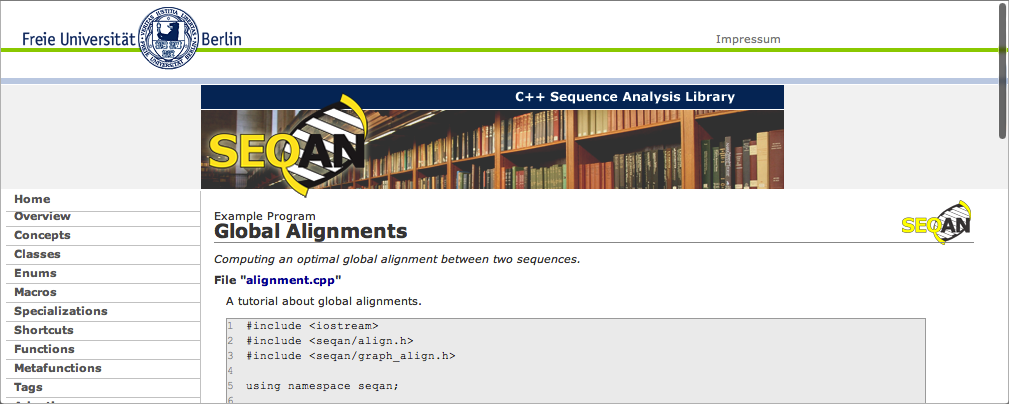 Freie Universität Berlin
Impressum
C++ Sequence Analysis Library
SEQAN
Home
Overview
Concepts
Classes
Enums
Macros
Specializations
Shortcuts
Functions
Metafunctions
Tags
Example Program
Global Alignments
SEQAN
Computing an optimal global alignment between two sequences.
File "alignment.cpp"
A tutorial about global alignments.
1 #include <iostream>
2 #include <seqan/align.h>
3 #include <seqan/graph_align.h>
4
5 using namespace seqan;
6